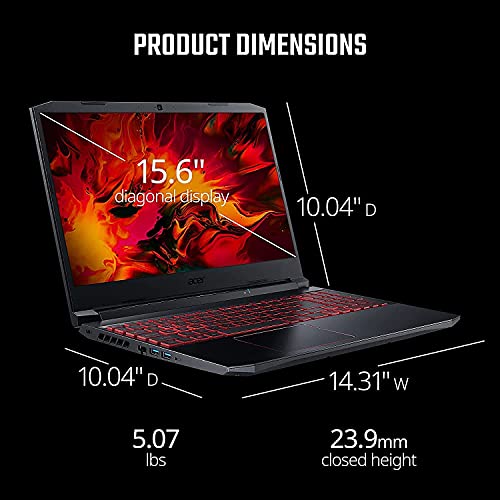 PRODUCT DIMENSIONS
15.6"
diagonal display
10.04" D
acer
10.04" D
14.31" W
5.07
lbs
23.9mm
closed height